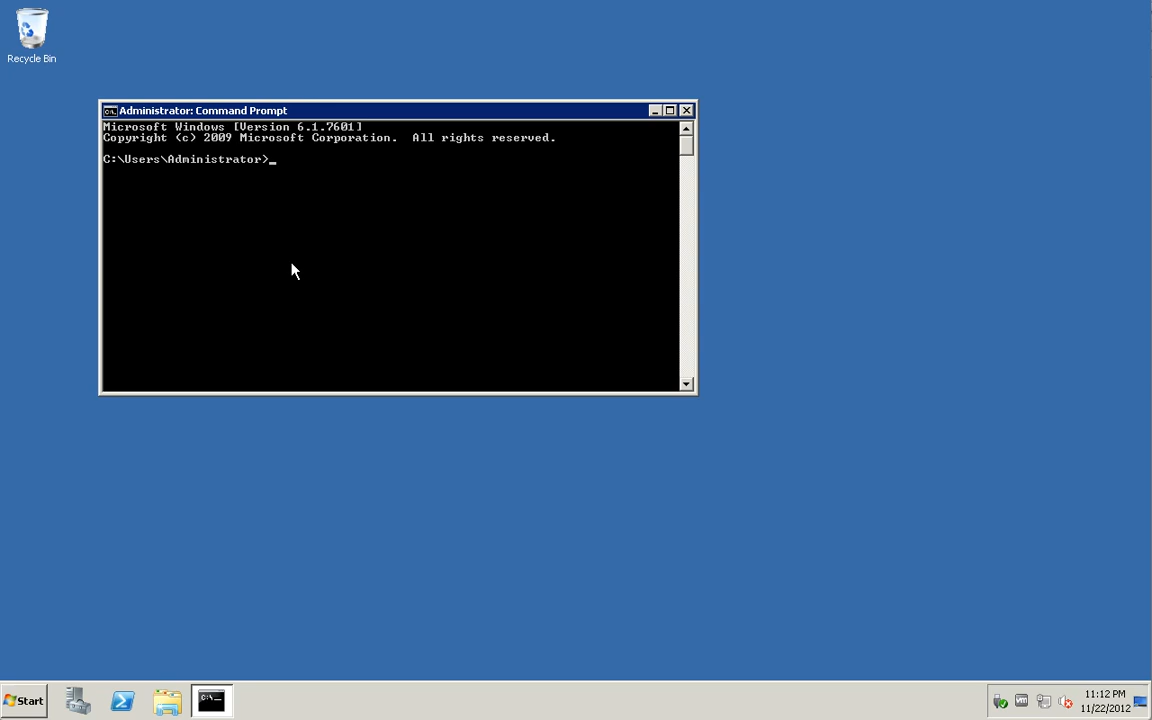 Recycle Bin
Administrator: Command Prompt
Microsoft Windows [Version 6.1.7601]
Copyright (c) 2009 Microsoft Corporation.  All rights reserved.
C:\Users\Administrator>_
Start
11:12 PM
11/22/2012